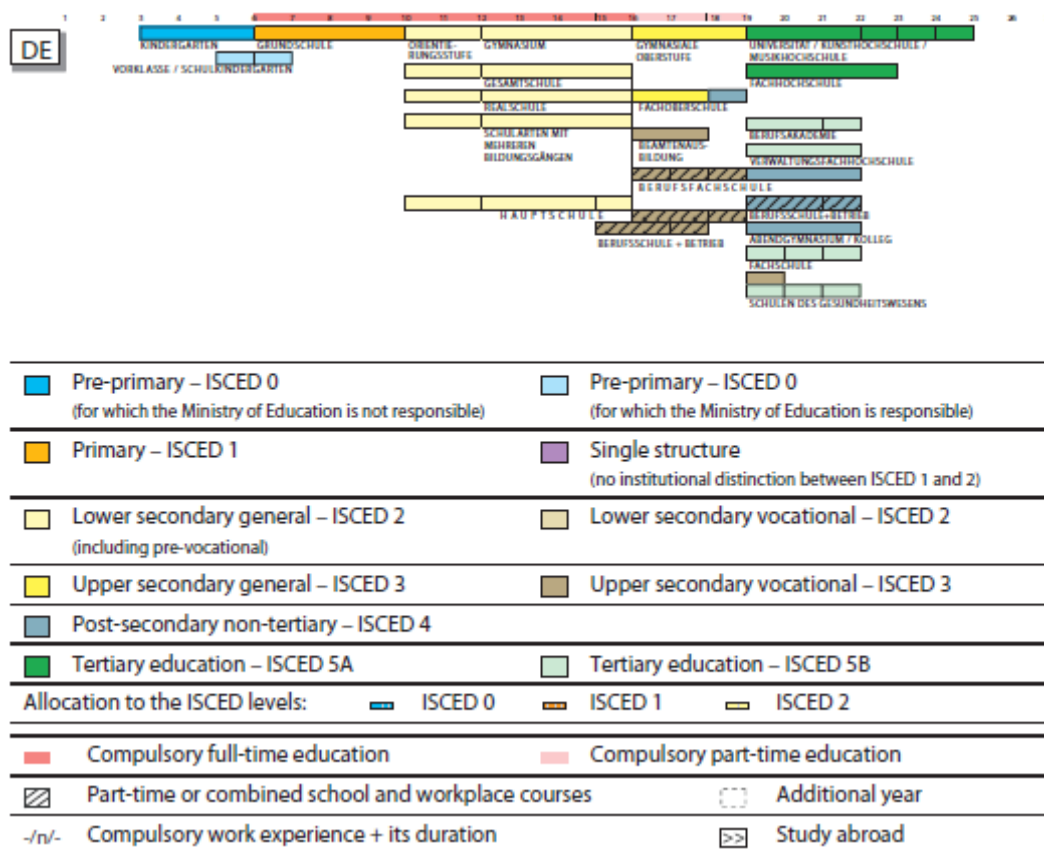 1 2 3 4 5 6 7 8 9 10 11 12 13 14 15 16 17 18 19 20 21 22 23 24 25 26
DE
KINDERGARTEN
GRUNDSCHULE
ORIENTIE-
RUNGSSTUFE
GYMNASIUM
GYMNASIALE
OBERSTUFE
UNIVERSITÄT / KUNSTHOCHSCHULE /
MUSIKHOCHSCHULE
VORKLASSE / SCHULKINDERGARTEN
GESAMTSCHULE
FACHHOCHSCHULE
REALSCHULE
FACHOBERSCHULE
SCHULARTEN MIT
MEHREREN
BILDUNGSGÄNGEN
BEAMTENAUS-
BILDUNG
BERUFSAKADEMIE
VERWALTUNGSFACHHOCHSCHULE
BERUFSFACHSCHULE
HAUPTSCHULE
BERUFSSCHULE+BETRIEB
BERUFSSCHULE + BETRIEB
ABENDGYMNASIUM / KOLLEG
FACHSCHULE
SCHULEN DES GESUNDHEITSWESENS
Pre-primary – ISCED 0
(for which the Ministry of Education is not responsible)
Pre-primary – ISCED 0
(for which the Ministry of Education is responsible)
Primary – ISCED 1
Single structure
(no institutional distinction between ISCED 1 and 2)
Lower secondary general – ISCED 2
(including pre-vocational)
Lower secondary vocational – ISCED 2
Upper secondary general – ISCED 3
Upper secondary vocational – ISCED 3
Post-secondary non-tertiary – ISCED 4
Tertiary education – ISCED 5A
Tertiary education – ISCED 5B
Allocation to the ISCED levels: ISCED 0 ISCED 1 ISCED 2
Compulsory full-time education
Compulsory part-time education
Part-time or combined school and workplace courses
Additional year
-/n/- Compulsory work experience + its duration
>> Study abroad